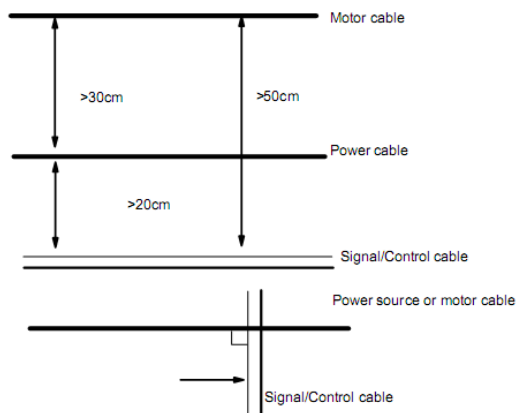 Motor cable
>30cm
>50cm
Power cable
>20cm
Signal/Control cable
Power source or motor cable
Signal/Control cable